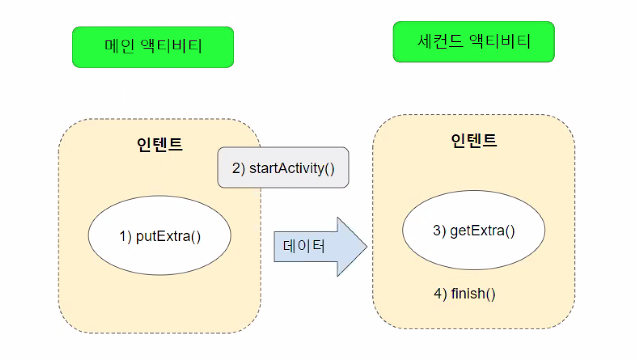 메인 액티비티
세컨드 액티비티
인텐트
2) startActivity()
1) putExtra()
데이터
인텐트
3) getExtra()
4) finish()